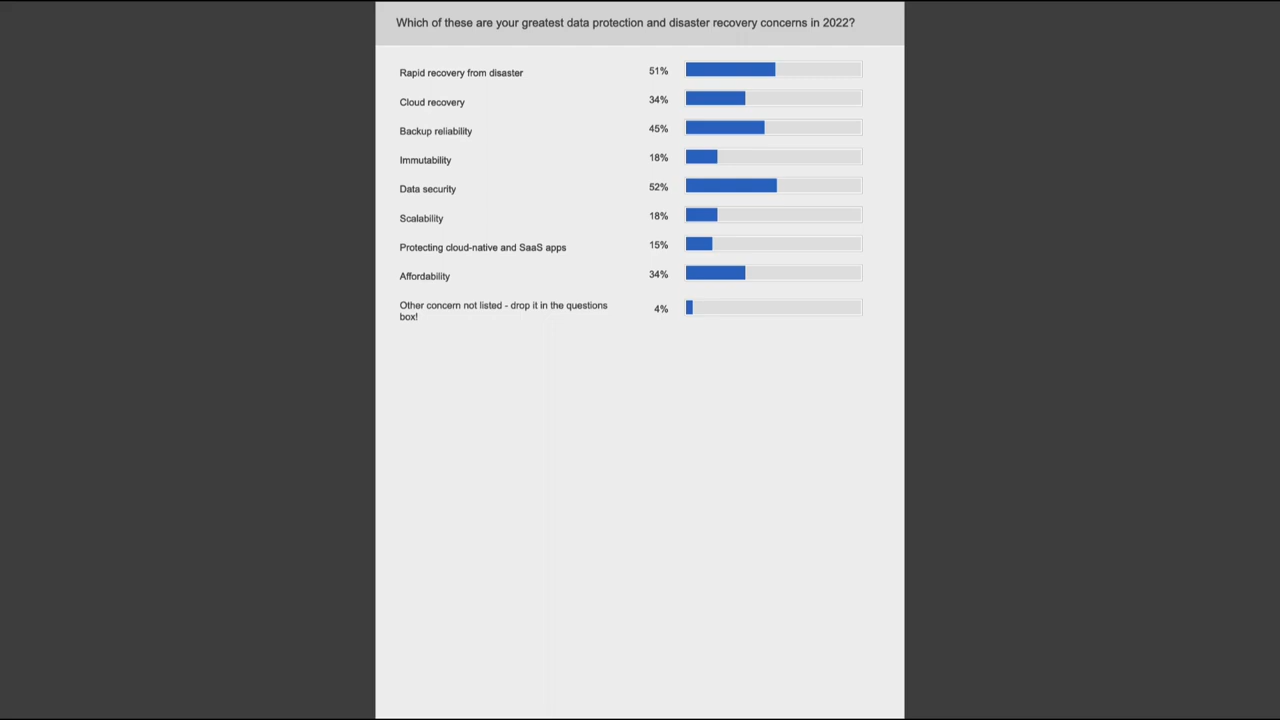 Which of these are your greatest data protection and disaster recovery concerns in 2022?
Rapid recovery from disaster 51%
Cloud recovery 34%
Backup reliability 45%
Immutability 18%
Data security 52%
Scalability 18%
Protecting cloud-native and SaaS apps 15%
Affordability 34%
Other concern not listed - drop it in the questions 4%
box!